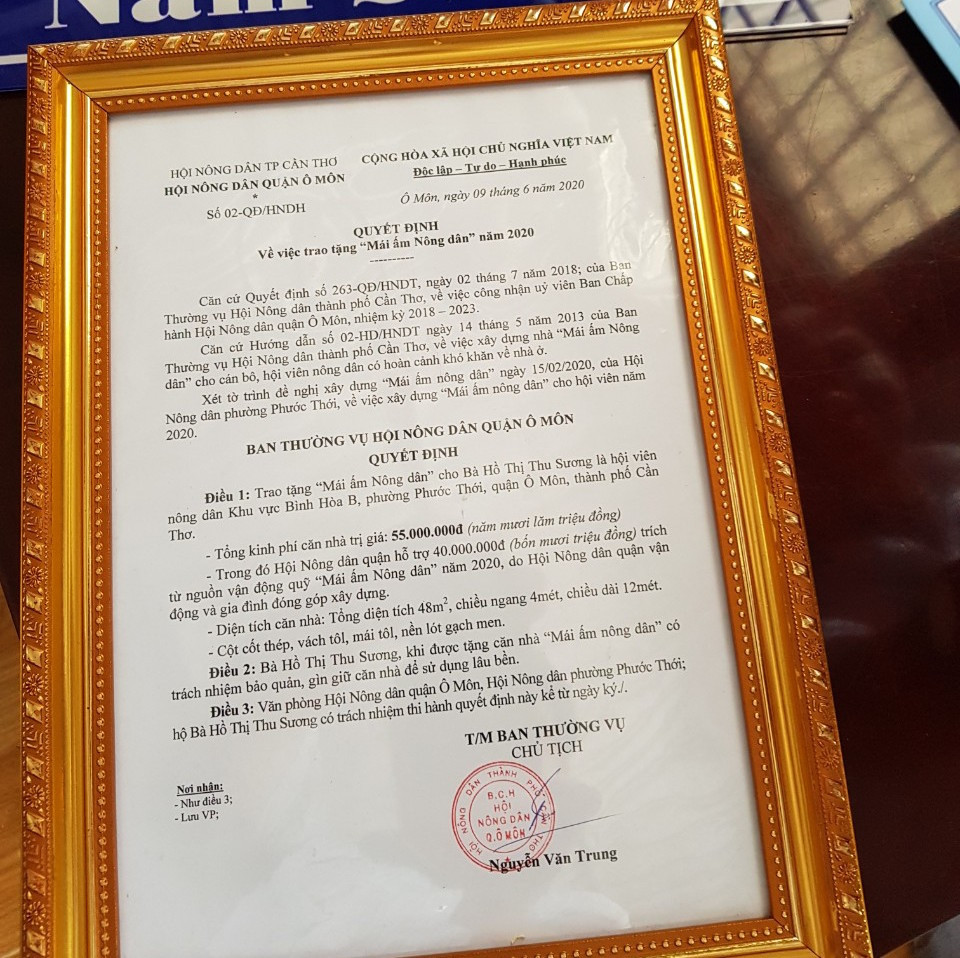 HỘI NÔNG DÂN TP CẦN THƠ
HỘI NÔNG DÂN QUẬN Ô MÔN
*
Số 02-QĐ/HNDH
CỘNG HÒA XÃ HỘI CHỦ NGHĨA VIỆT NAM
Độc lập – Tự do – Hạnh phúc
Ô Môn, ngày 09 tháng 6 năm 2020
QUYẾT ĐỊNH
Về việc trao tặng “Mái ấm Nông dân” năm 2020
----------
Căn cứ Quyết định số 263-QĐ/HNDT, ngày 02 tháng 7 năm 2018; của Ban
Thường vụ Hội Nông dân thành phố Cần Thơ, về việc công nhận uỷ viên Ban Chấp
hành Hội Nông dân quận Ô Môn, nhiệm kỳ 2018 – 2023.
Căn cứ Hướng dẫn số 02-HD/HNDT ngày 14 tháng 5 năm 2013 của Ban
Thường vụ Hội Nông dân thành phố Cần Thơ, về việc xây dựng nhà “Mái ấm Nông
dân” cho cán bộ, hội viên nông dân có hoàn cảnh khó khăn về nhà ở.
Xét tờ trình đề nghị xây dựng “Mái ấm nông dân” ngày 15/02/2020, của Hội
Nông dân phường Phước Thới, về việc xây dựng “Mái ấm nông dân” cho hội viên năm
2020.
BAN THƯỜNG VỤ HỘI NÔNG DÂN QUẬN Ô MÔN
QUYẾT ĐỊNH
Điều 1: Trao tặng “Mái ấm Nông dân” cho Bà Hồ Thị Thu Sương là hội viên
nông dân Khu vực Bình Hòa B, phường Phước Thới, quận Ô Môn, thành phố Cần
Thơ.
- Tổng kinh phí căn nhà trị giá: 55.000.000đ (năm mươi lăm triệu đồng)
- Trong đó Hội Nông dân quận hỗ trợ 40.000.000đ (bốn mươi triệu đồng) trích
từ nguồn vận động quỹ “Mái ấm Nông dân” năm 2020, do Hội Nông dân quận vận
động và gia đình đóng góp xây dựng.
- Diện tích căn nhà: Tổng diện tích 48m², chiều ngang 4mét, chiều dài 12mét.
- Cột cốt thép, vách tôl, mái tôl, nền lót gạch men.
Điều 2: Bà Hồ Thị Thu Sương, khi được tặng căn nhà “Mái ấm nông dân” có
trách nhiệm bảo quản, gìn giữ căn nhà để sử dụng lâu bền.
Điều 3: Văn phòng Hội Nông dân quận Ô Môn, Hội Nông dân phường Phước Thới;
hộ Bà Hồ Thị Thu Sương có trách nhiệm thi hành quyết định này kể từ ngày ký./.
T/M BAN THƯỜNG VỤ
CHỦ TỊCH
Nơi nhận:
- Như điều 3;
- Lưu VP;
HỘI NÔNG DÂN THÀNH PHỐ CẦN THƠ
B.C.H
HỘI
NÔNG DÂN
Q.Ô MÔN
Nguyễn Văn Trung